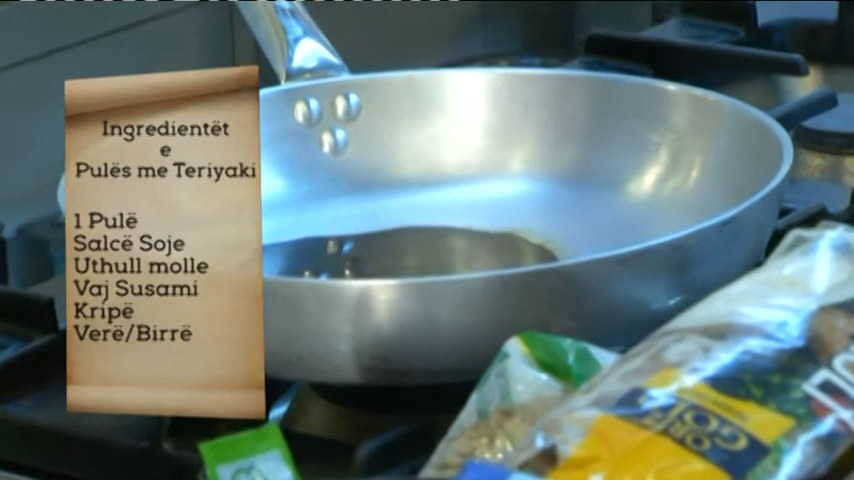 Ingredientët
e
Pulës me Teriyaki
1 Pulë
Salcë Soje
Uthull molle
Vaj Susami
Kripë
Verë/Birrë